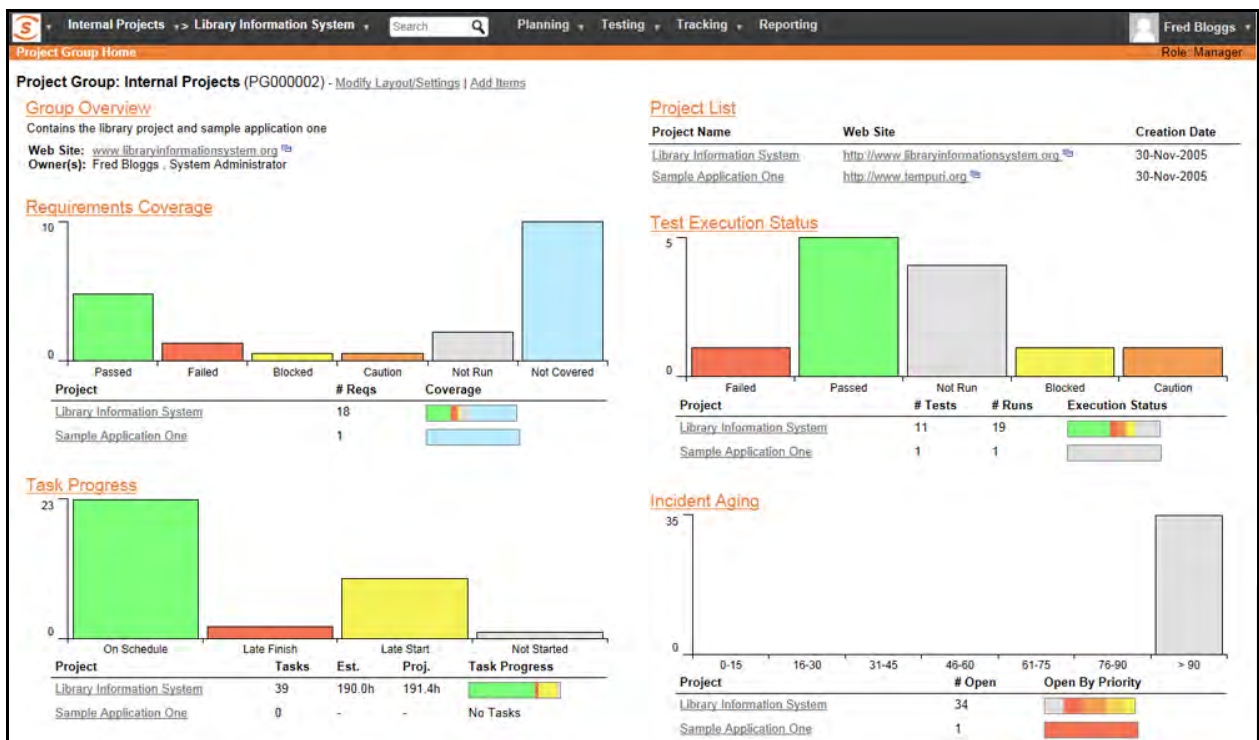 Internal Projects > Library Information System Search Planning Testing Tracking Reporting Fred Bloggs
Project Group Home Role: Manager
Project Group: Internal Projects (PG000002) - Modify Layout/Settings | Add Items
Group Overview
Contains the library project and sample application one
Web Site: www.libraryinformationsystem.org
Owner(s): Fred Bloggs , System Administrator
Project List
Project Name Web Site Creation Date
Library Information System http://www.libraryinformationsystem.org 30-Nov-2005
Sample Application One http://www.tempuri.org 30-Nov-2005
Requirements Coverage
10
0
Passed Failed Blocked Caution Not Run Not Covered
Project # Reqs Coverage
Library Information System 18
Sample Application One 1
Test Execution Status
5
0
Failed Passed Not Run Blocked Caution
Project # Tests # Runs Execution Status
Library Information System 11 19
Sample Application One 1 1
Task Progress
23
0
On Schedule Late Finish Late Start Not Started
Project Tasks Est. Proj. Task Progress
Library Information System 39 190.0h 191.4h
Sample Application One 0 - - No Tasks
Incident Aging
35
0
0-15 16-30 31-45 46-60 61-75 76-90 > 90
Project # Open Open By Priority
Library Information System 34
Sample Application One 1